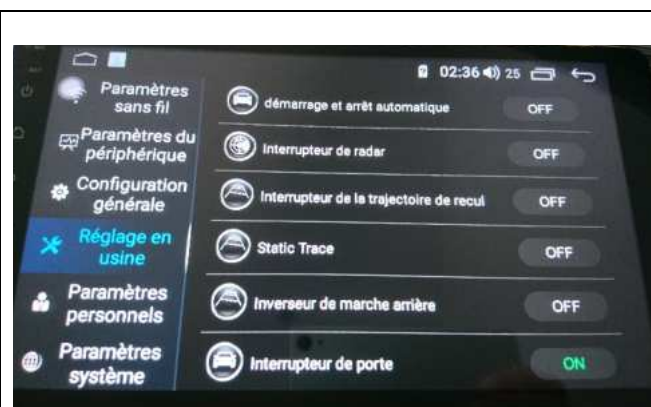 02:36 25
Paramètres
sans fil
Paramètres du
périphérique
Configuration
générale
Réglage en
usine
Paramètres
personnels
Paramètres
système
démarrage et arrêt automatique OFF
Interrupteur de radar OFF
Interrupteur de la trajectoire de recul OFF
Static Trace OFF
Inverseur de marche arrière OFF
Interrupteur de porte ON